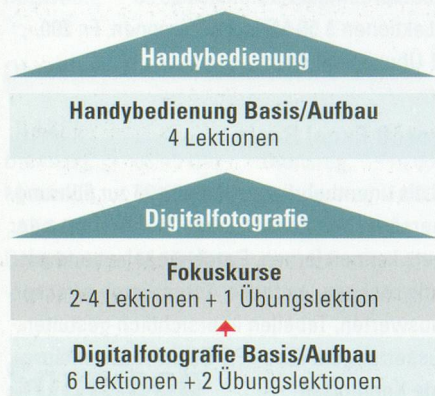 Handybedienung
Handybedienung Basis/Aufbau
4 Lektionen
Digitalfotografie
Fokuskurse
2-4 Lektionen + 1 Übungslektion
Digitalfotografie Basis/Aufbau
6 Lektionen + 2 Übungslektionen